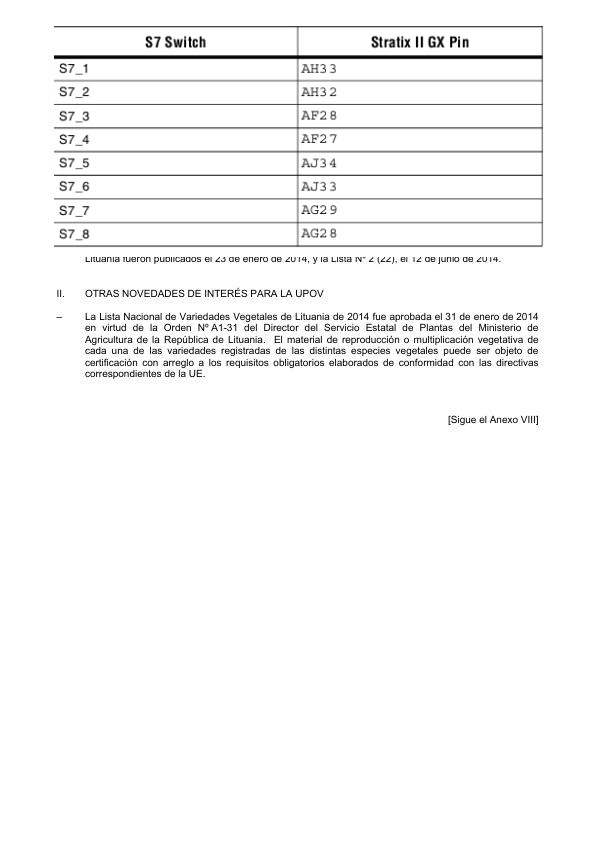 S7 Switch Stratix II GX Pin
S7_1 AH33
S7_2 AH32
S7_3 AF28
S7_4 AF27
S7_5 AJ34
S7_6 AJ33
S7_7 AG29
S7_8 AG28
Lituania fueron publicados el 23 de enero de 2014, y la Lista Nº 2 (22), el 12 de junio de 2014.
II. OTRAS NOVEDADES DE INTERÉS PARA LA UPOV
– La Lista Nacional de Variedades Vegetales de Lituania de 2014 fue aprobada el 31 de enero de 2014
en virtud de la Orden Nº A1-31 del Director del Servicio Estatal de Plantas del Ministerio de
Agricultura de la República de Lituania. El material de reproducción o multiplicación vegetativa de
cada una de las variedades registradas de las distintas especies vegetales puede ser objeto de
certificación con arreglo a los requisitos obligatorios elaborados de conformidad con las directivas
correspondientes de la UE.
[Sigue el Anexo VIII]